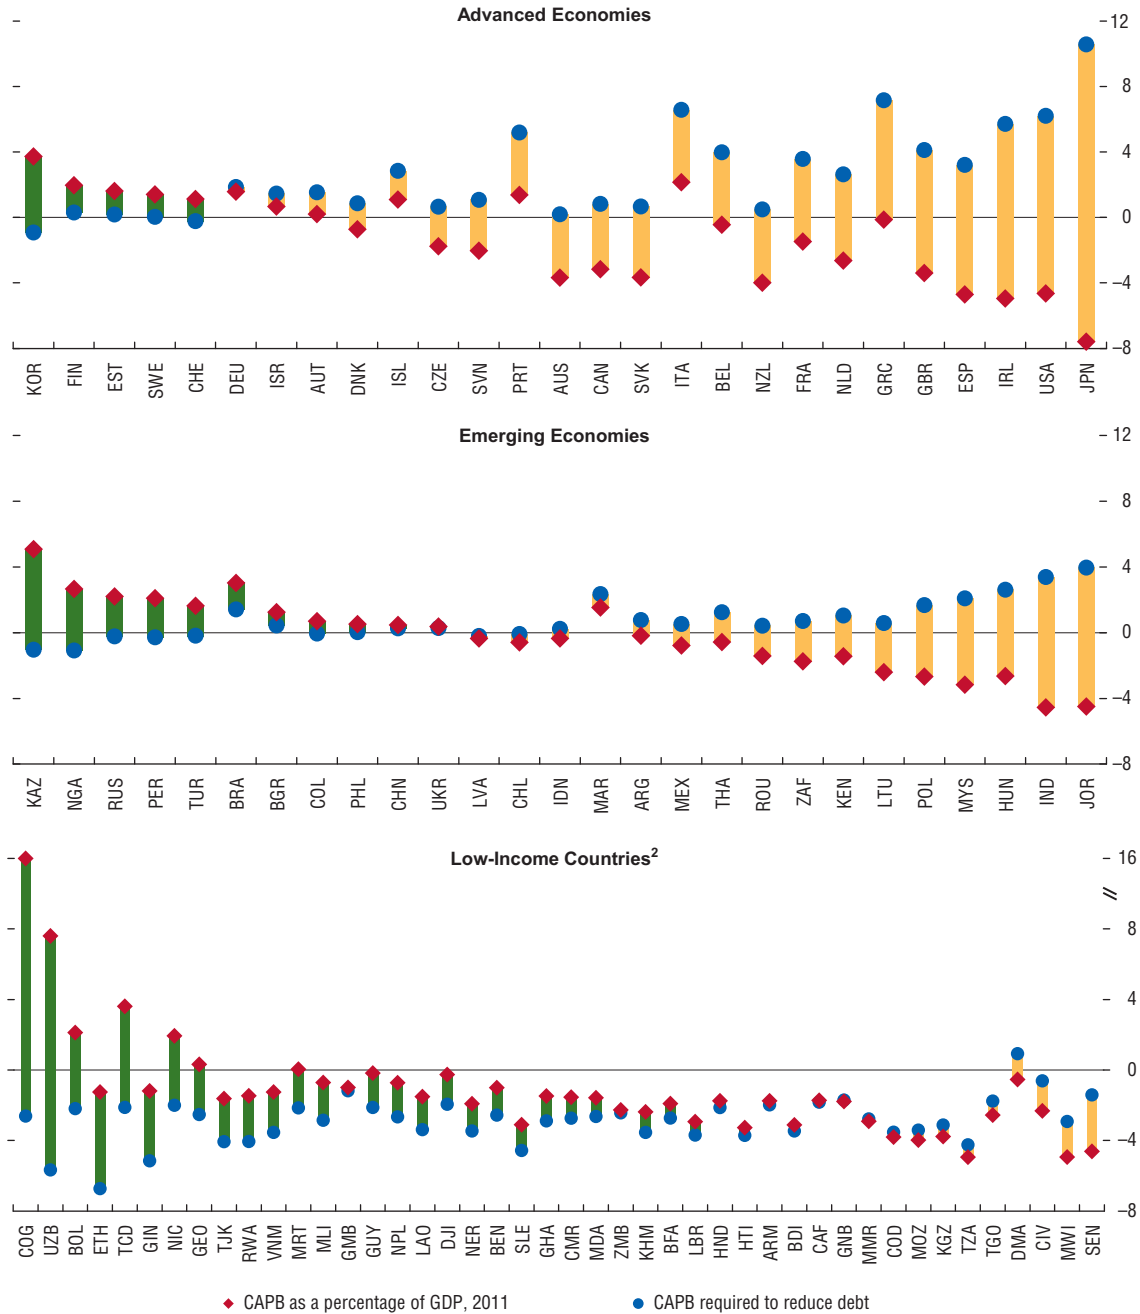 Advanced Economies
12
8
4
0
–4
–8
KOR FIN EST SWE CHE DEU ISR AUT DNK ISL CZE SVN PRT AUS CAN SVK ITA BEL NZL FRA NLD GRC GBR ESP IRL USA JPN
Emerging Economies
12
8
4
0
–4
–8
KAZ NGA RUS PER TUR BRA BGR COL PHL CHN UKR LVA CHL IDN MAR ARG MEX THA ROU ZAF KEN LTU POL MYS HUN IND JOR
Low-Income Countries²
16
8
4
0
–4
–8
COG UZB BOL ETH TCD GIN NIC GEO TJK RWA VNM MRT MLI GMB GUY NPL LAO DJI NER BEN SLE GHA CMR MDA ZMB KHM BFA LBR HND HTI ARM BDI CAF GNB MMR COD MOZ KGZ TZA TGO DMA CIV MWI SEN
CAPB as a percentage of GDP, 2011 CAPB required to reduce debt